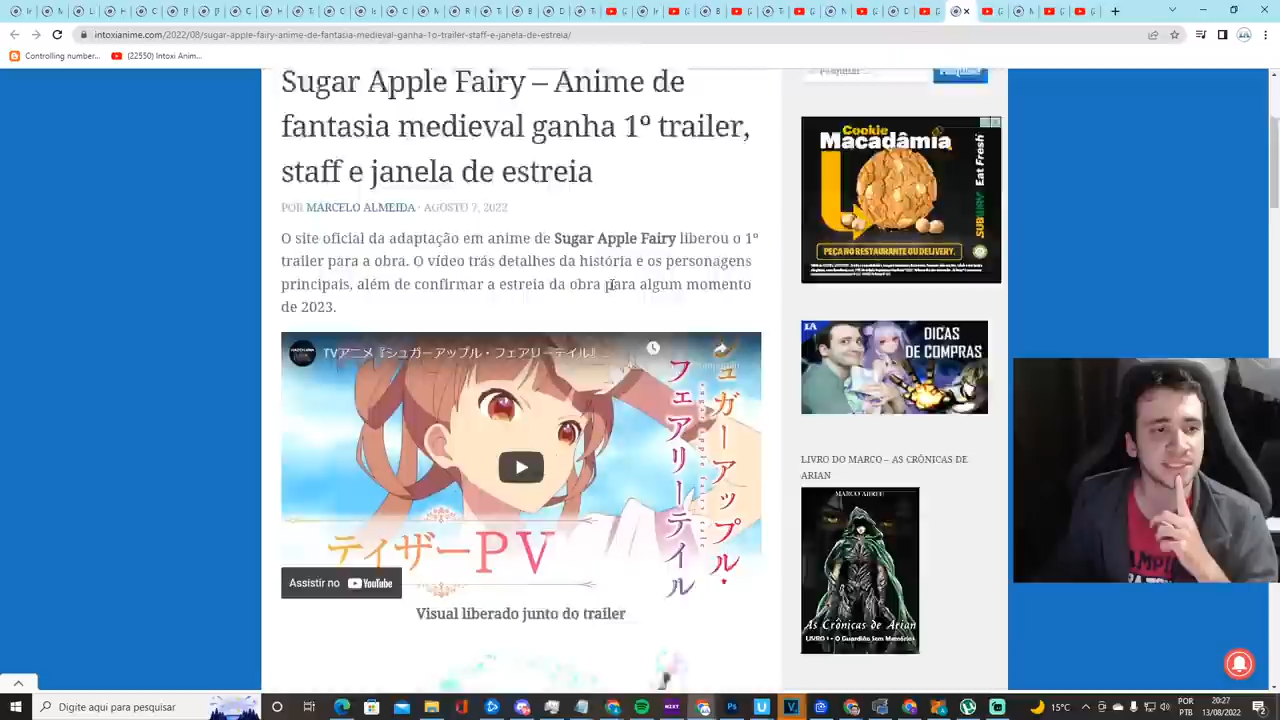 intoxianime.com/2022/08/sugar-apple-fairy-anime-de-fantasia-medieval-ganha-1o-trailer-staff-e-janela-de-estreia/
Controlling number...
(22550) Intoxi Anim...
Sugar Apple Fairy – Anime de
fantasia medieval ganha 1º trailer,
staff e janela de estreia
POR MARCELO ALMEIDA · AGOSTO 7, 2022
O site oficial da adaptação em anime de Sugar Apple Fairy liberou o 1º
trailer para a obra. O vídeo trás detalhes da história e os personagens
principais, além de confirmar a estreia da obra para algum momento
de 2023.
TVアニメ『シュガーアップル・フェアリーテイル』
シュガーアップル・
フェアリーテイル
ティザーPV
Assistir no YouTube
Visual liberado junto do trailer
Cookie
Macadâmia
Eat Fresh
SUBWAY
PEÇA NO RESTAURANTE OU DELIVERY.
IA
DICAS
DE COMPRAS
LIVRO DO MARCO – AS CRÔNICAS DE
ARIAN
As Crônicas de Arian
LIVRO 1 - O Guardião Sem Memórias
Digite aqui para pesquisar
15°C
POR
PTB
20:27
13/08/2022
2